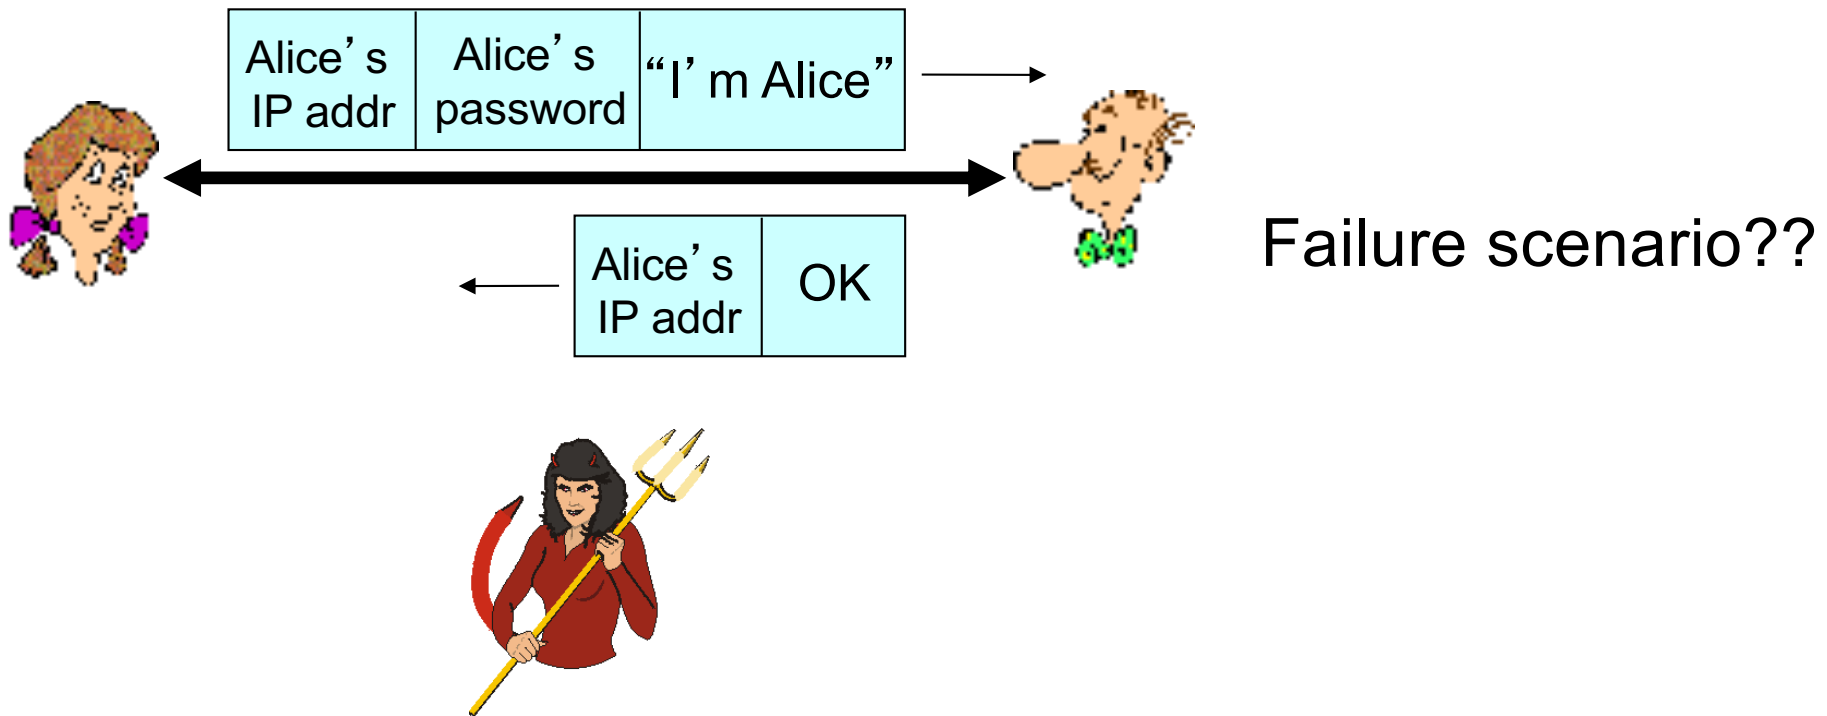 Alice’s
IP addr
Alice’s
password
“I’m Alice”
Alice’s
IP addr
OK
Failure scenario??